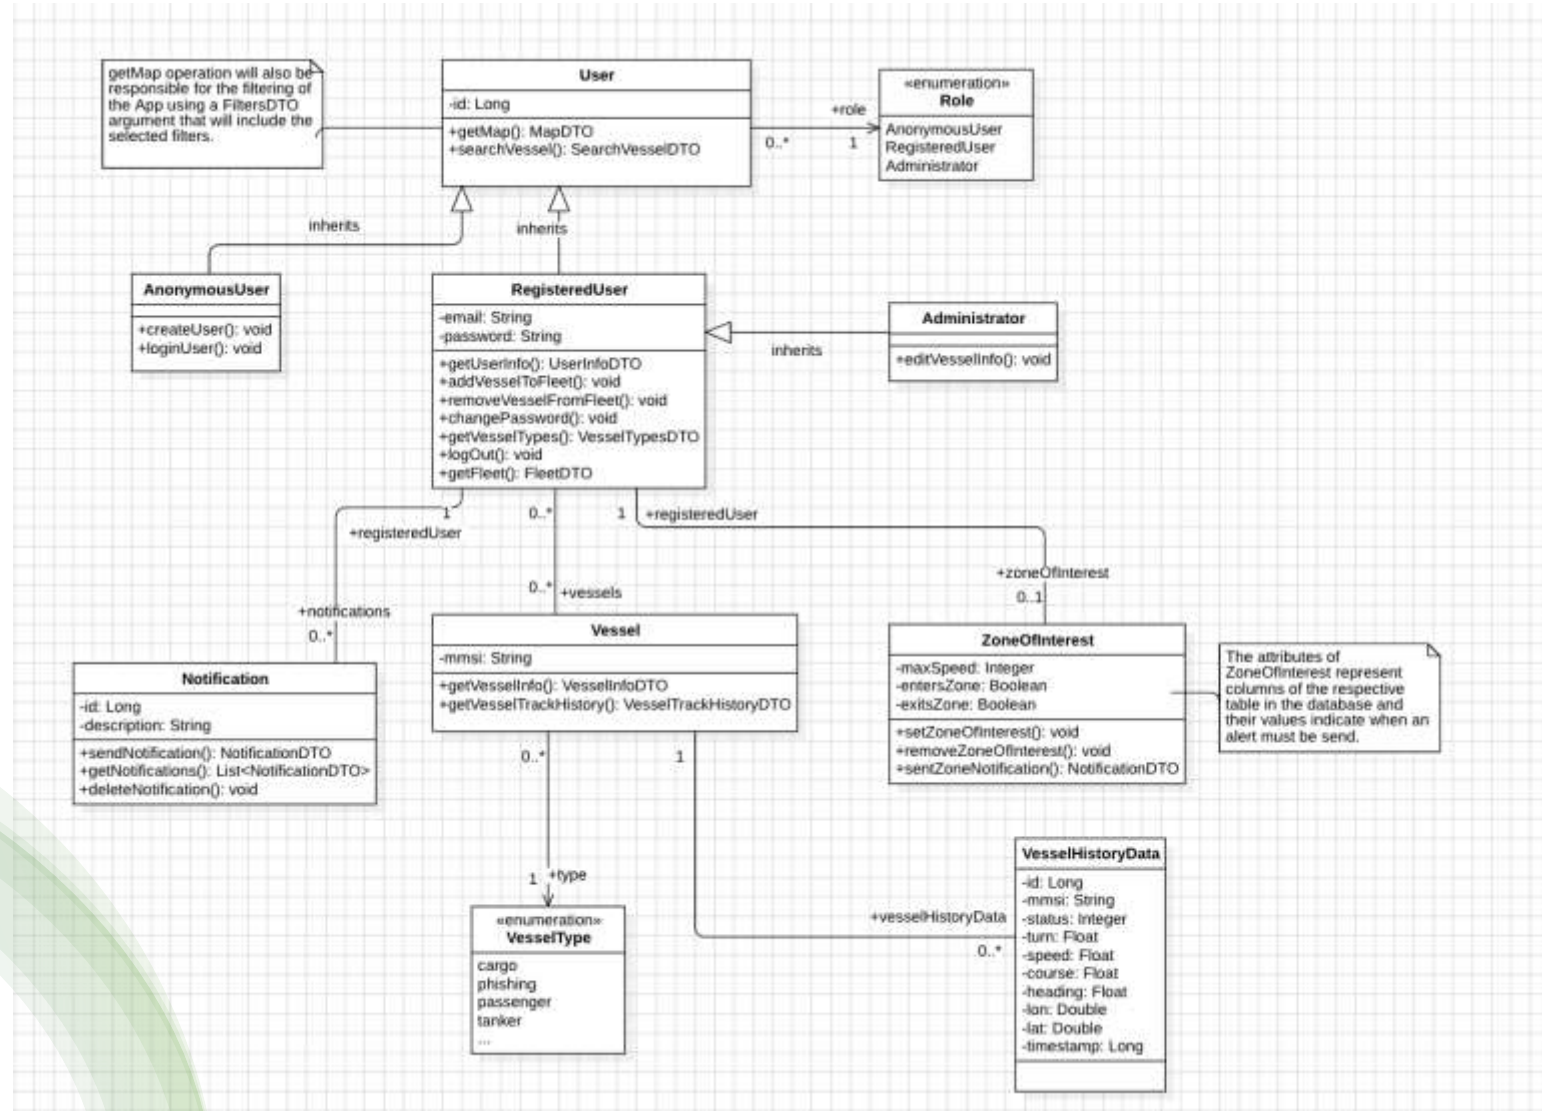 getMap operation will also be
responsible for the filtering of
the App using a FiltersDTO
argument that will include the
selected filters.
User
-id: Long
+getMap(): MapDTO
+searchVessel(): SearchVesselDTO
+role
0..*
1
«enumeration»
Role
AnonymousUser
RegisteredUser
Administrator
inherits
inherits
AnonymousUser
+createUser(): void
+loginUser(): void
RegisteredUser
-email: String
-password: String
+getUserInfo(): UserInfoDTO
+addVesselToFleet(): void
+removeVesselFromFleet(): void
+changePassword(): void
+getVesselTypes(): VesselTypesDTO
+logOut(): void
+getFleet(): FleetDTO
inherits
Administrator
+editVesselInfo(): void
1
+registeredUser
0..*
1
+registeredUser
+notifications
0..*
0..*
+vessels
+zoneOfInterest
0..1
Notification
-id: Long
-description: String
+sendNotification(): NotificationDTO
+getNotifications(): List<NotificationDTO>
+deleteNotification(): void
Vessel
-mmsi: String
+getVesselInfo(): VesselInfoDTO
+getVesselTrackHistory(): VesselTrackHistoryDTO
ZoneOfInterest
-maxSpeed: Integer
-entersZone: Boolean
-exitsZone: Boolean
+setZoneOfInterest(): void
+removeZoneOfInterest(): void
+sentZoneNotification(): NotificationDTO
The attributes of
ZoneOfInterest represent
columns of the respective
table in the database and
their values indicate when an
alert must be send.
0..*
1
1
+type
«enumeration»
VesselType
cargo
phishing
passenger
tanker
...
+vesselHistoryData
0..*
VesselHistoryData
-id: Long
-mmsi: String
-status: Integer
-turn: Float
-speed: Float
-course: Float
-heading: Float
-lon: Double
-lat: Double
-timestamp: Long